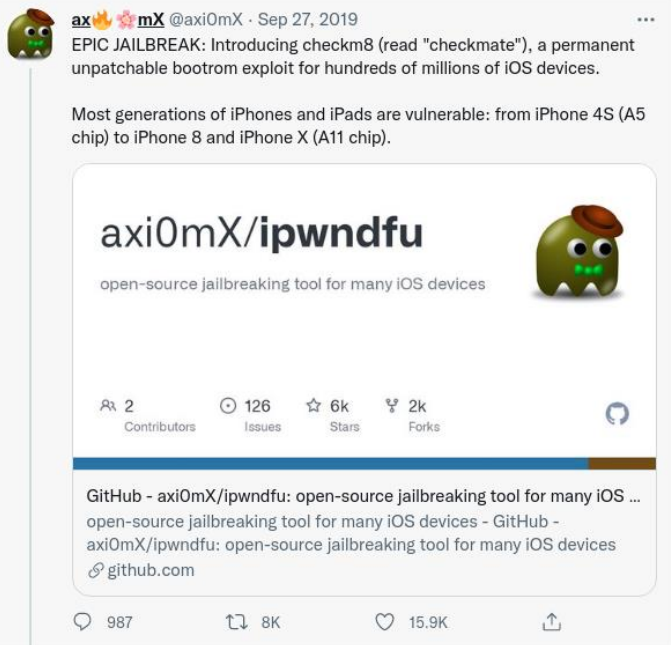 ax🔥🌸mX @axi0mX · Sep 27, 2019
EPIC JAILBREAK: Introducing checkm8 (read "checkmate"), a permanent
unpatchable bootrom exploit for hundreds of millions of iOS devices.
Most generations of iPhones and iPads are vulnerable: from iPhone 4S (A5
chip) to iPhone 8 and iPhone X (A11 chip).
axi0mX/ipwndfu
open-source jailbreaking tool for many iOS devices
2 126 6k 2k
Contributors Issues Stars Forks
GitHub - axi0mX/ipwndfu: open-source jailbreaking tool for many iOS ...
open-source jailbreaking tool for many iOS devices - GitHub -
axi0mX/ipwndfu: open-source jailbreaking tool for many iOS devices
github.com
987 8K 15.9K